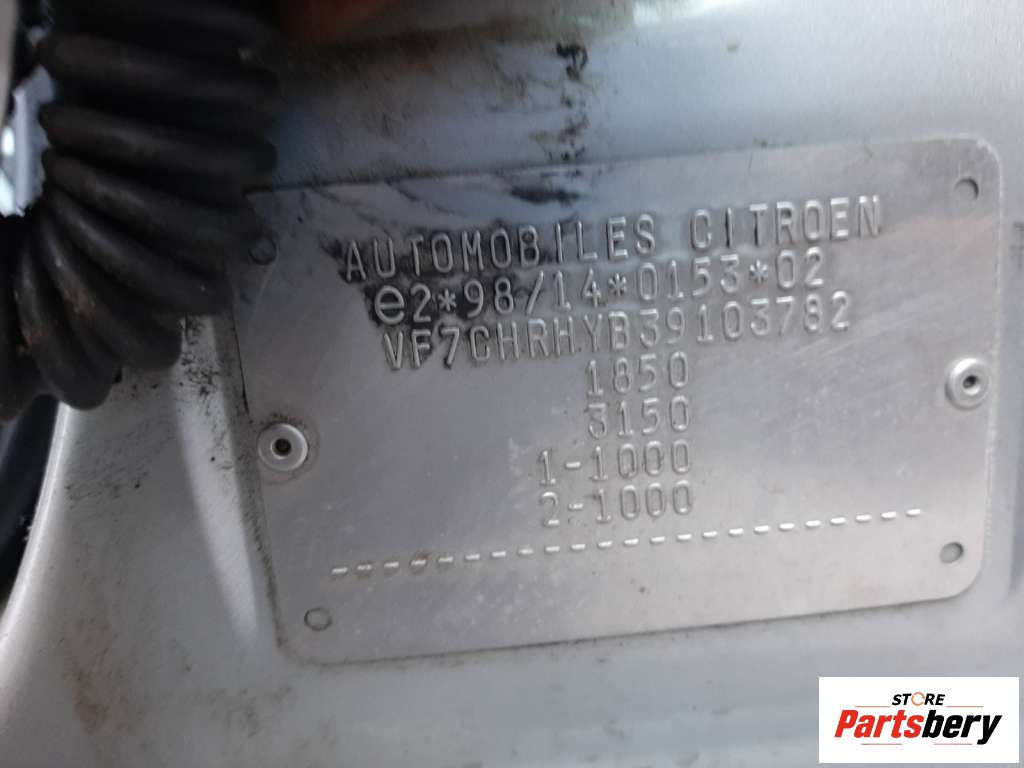 AUTOMOBILES CITROEN
e2*98/14*0153*02
VF7CHRHYB39103782
1850
3150
1-1000
2-1000
----------------------
STORE
Partsbery